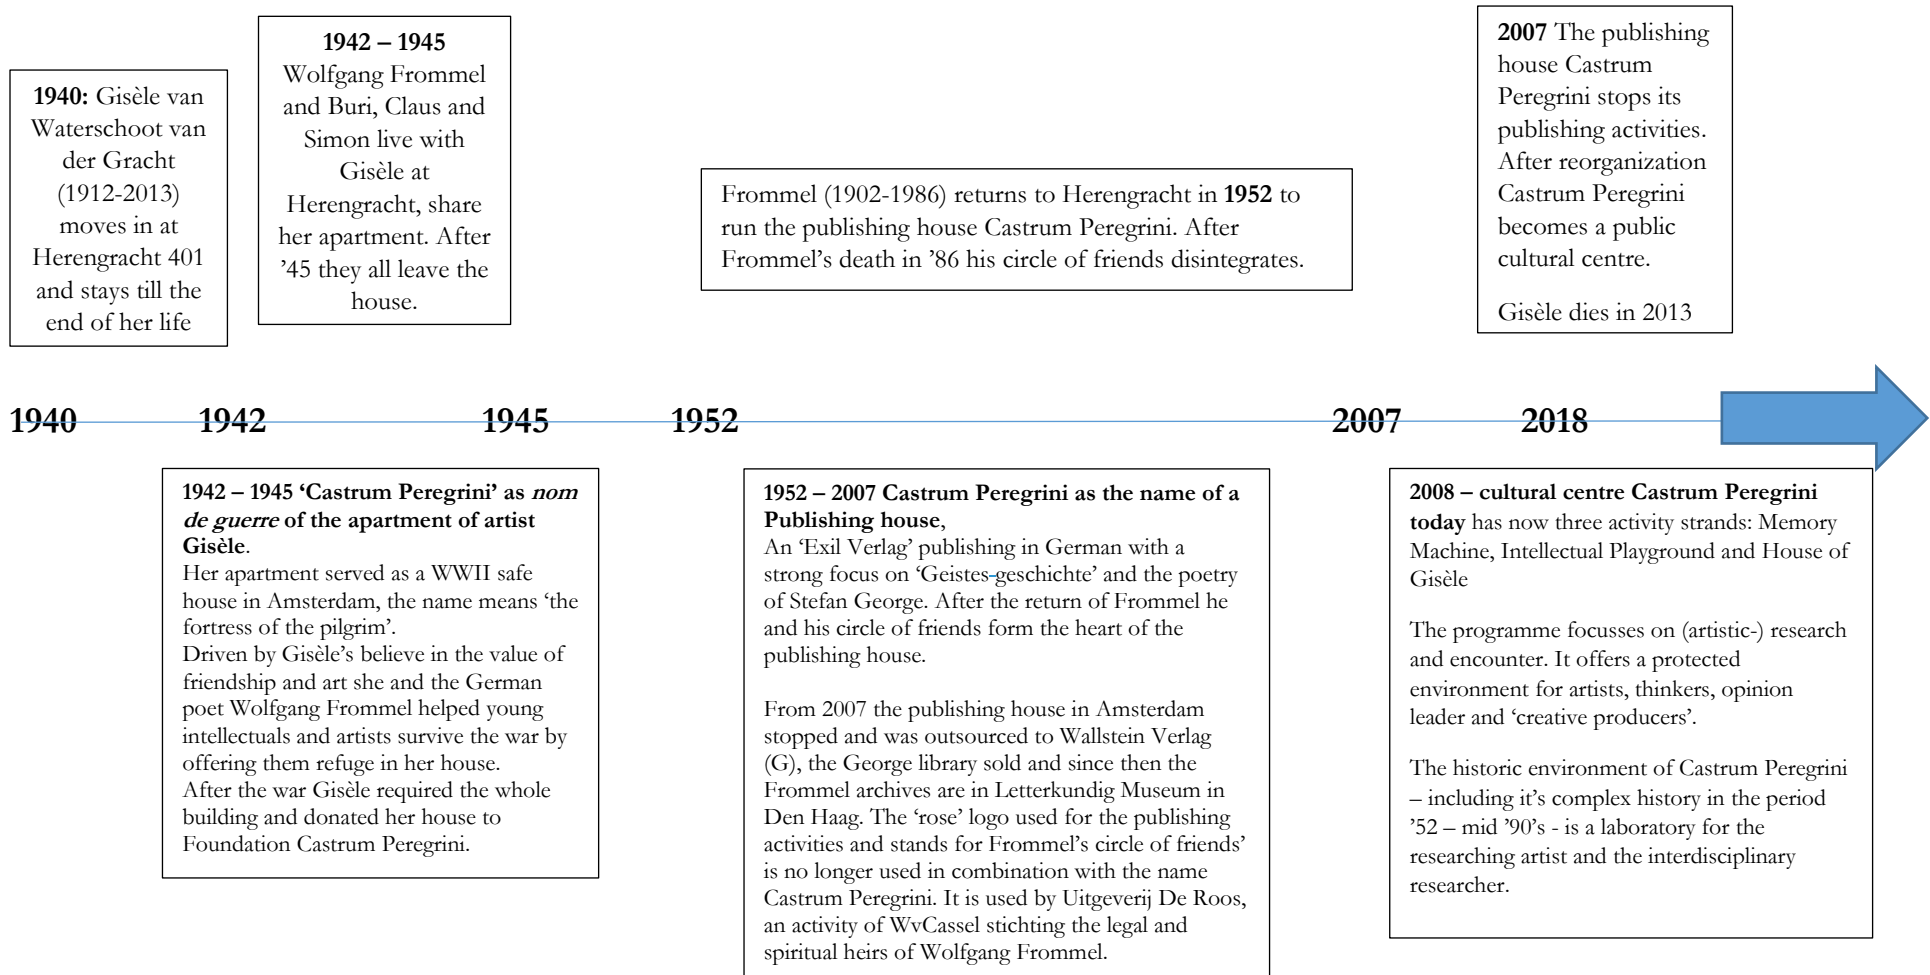 1940: Gisèle van
Waterschoot van
der Gracht
(1912-2013)
moves in at
Herengracht 401
and stays till the
end of her life
1942 – 1945
Wolfgang Frommel
and Buri, Claus and
Simon live with
Gisèle at
Herengracht, share
her apartment. After
’45 they all leave the
house.
Frommel (1902-1986) returns to Herengracht in 1952 to
run the publishing house Castrum Peregrini. After
Frommel’s death in ’86 his circle of friends disintegrates.
2007 The publishing
house Castrum
Peregrini stops its
publishing activities.
After reorganization
Castrum Peregrini
becomes a public
cultural centre.
Gisèle dies in 2013
1940 1942 1945 1952 2007 2018
1942 – 1945 ‘Castrum Peregrini’ as nom
de guerre of the apartment of artist
Gisèle.
Her apartment served as a WWII safe
house in Amsterdam, the name means ‘the
fortress of the pilgrim’.
Driven by Gisèle’s believe in the value of
friendship and art she and the German
poet Wolfgang Frommel helped young
intellectuals and artists survive the war by
offering them refuge in her house.
After the war Gisèle required the whole
building and donated her house to
Foundation Castrum Peregrini.
1952 – 2007 Castrum Peregrini as the name of a
Publishing house,
An ‘Exil Verlag’ publishing in German with a
strong focus on ‘Geistes-geschichte’ and the poetry
of Stefan George. After the return of Frommel he
and his circle of friends form the heart of the
publishing house.
From 2007 the publishing house in Amsterdam
stopped and was outsourced to Wallstein Verlag
(G), the George library sold and since then the
Frommel archives are in Letterkundig Museum in
Den Haag. The ‘rose’ logo used for the publishing
activities and stands for Frommel’s circle of friends’
is no longer used in combination with the name
Castrum Peregrini. It is used by Uitgeverij De Roos,
an activity of WvCassel stichting the legal and
spiritual heirs of Wolfgang Frommel.
2008 – cultural centre Castrum Peregrini
today has now three activity strands: Memory
Machine, Intellectual Playground and House of
Gisèle
The programme focusses on (artistic-) research
and encounter. It offers a protected
environment for artists, thinkers, opinion
leader and ‘creative producers’.
The historic environment of Castrum Peregrini
– including it’s complex history in the period
’52 – mid ’90’s - is a laboratory for the
researching artist and the interdisciplinary
researcher.